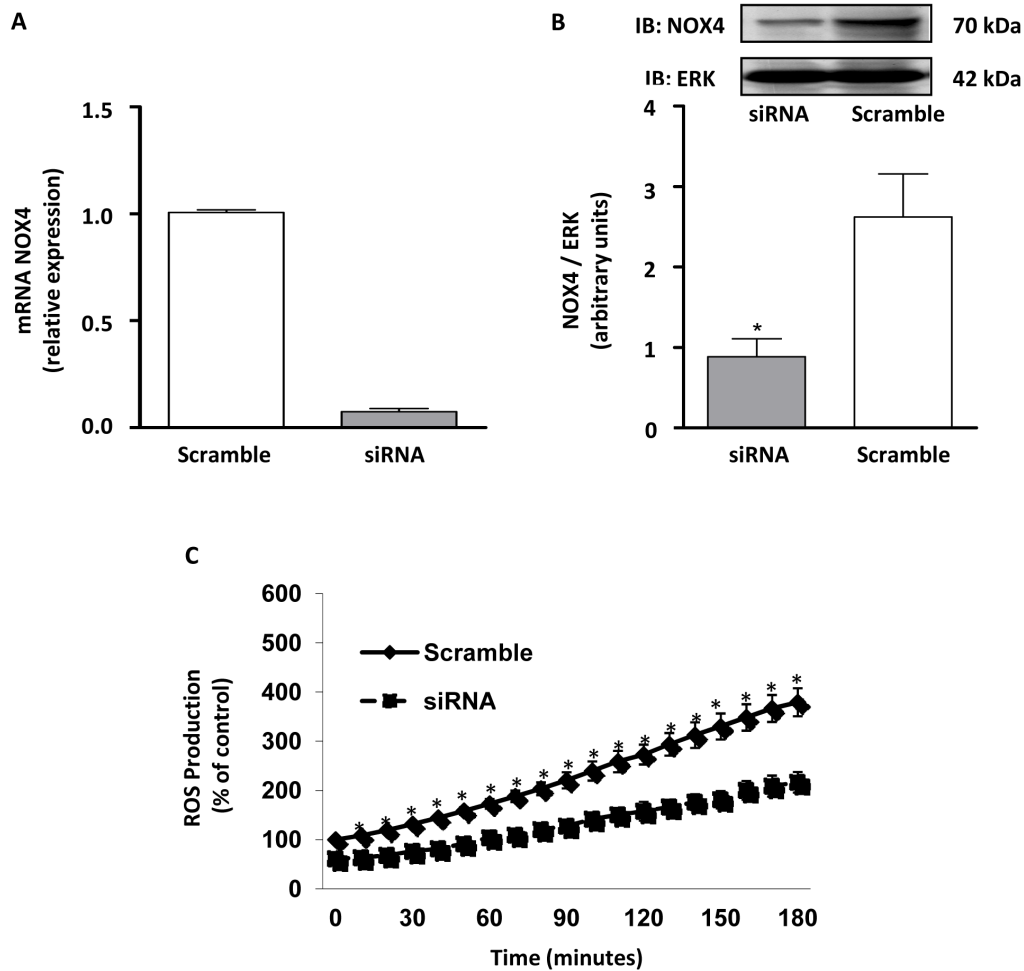 A
mRNA NOX4
(relative expression)
1.5
1.0
0.5
0.0
Scramble siRNA
B
IB: NOX4 70 kDa
IB: ERK 42 kDa
siRNA Scramble
NOX4 / ERK
(arbitrary units)
4
3
2
1
0
*
siRNA Scramble
C
ROS Production
(% of control)
600
500
400
300
200
100
0
Scramble
siRNA
* * * * * * * * * * * * * * * * * *
0 30 60 90 120 150 180
Time (minutes)